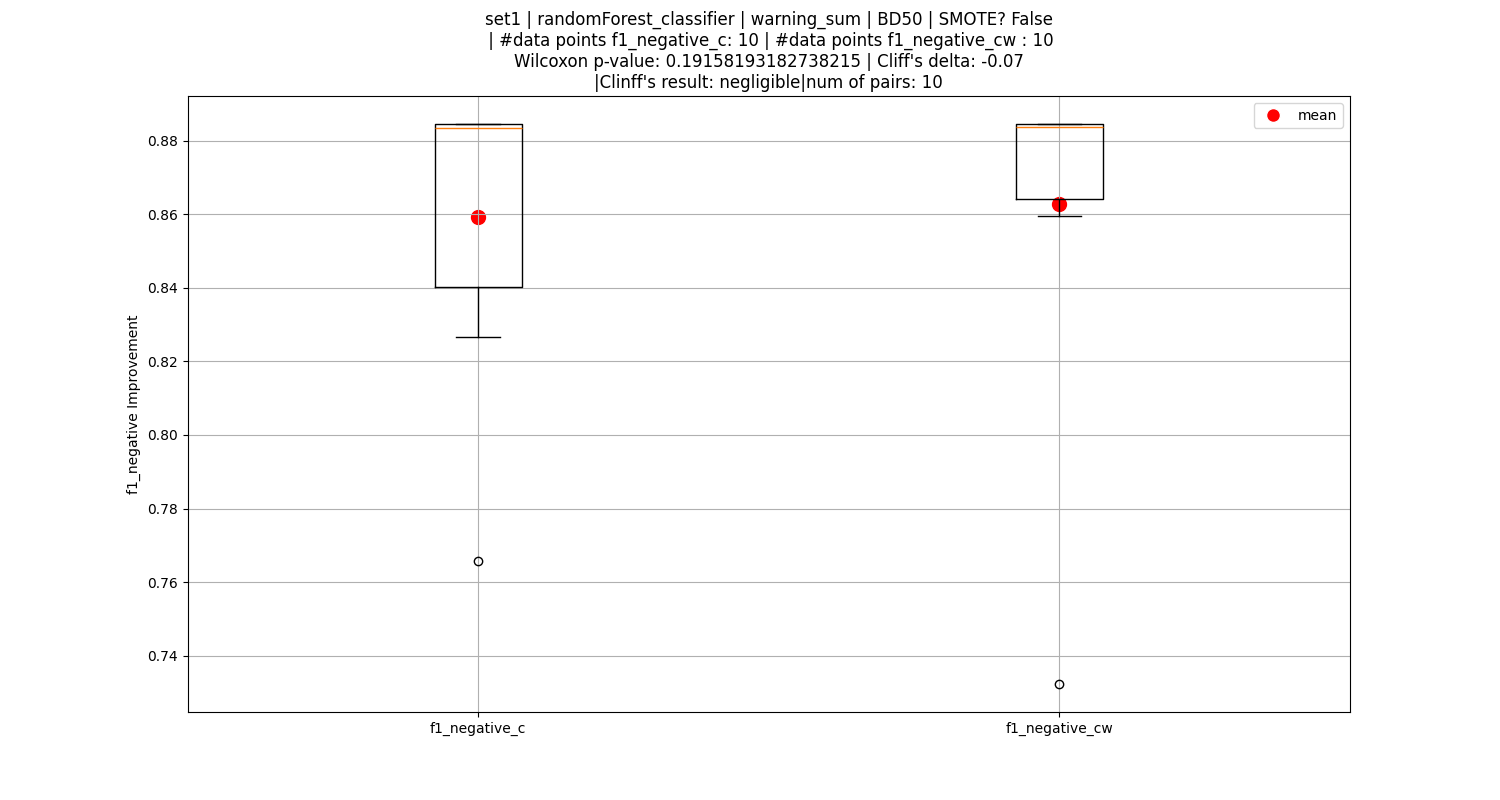 set1 | randomForest_classifier | warning_sum | BD50 | SMOTE? False
| #data points f1_negative_c: 10 | #data points f1_negative_cw : 10
Wilcoxon p-value: 0.19158193182738215 | Cliff's delta: -0.07
|Clinff's result: negligible|num of pairs: 10
mean
0.88
0.86
0.84
0.82
0.80
0.78
0.76
0.74
f1_negative Improvement
f1_negative_c
f1_negative_cw